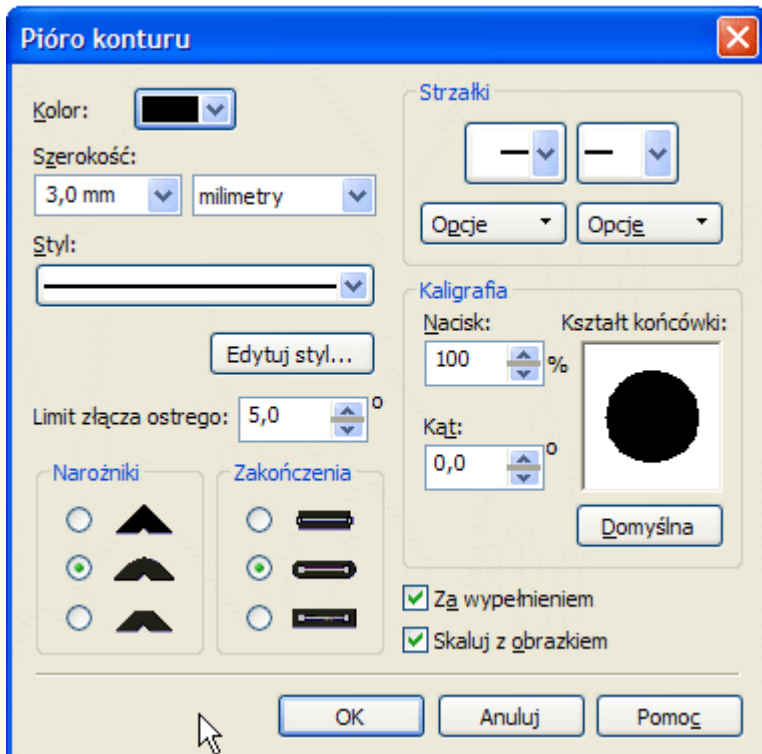 Pióro konturu
Kolor:
Szerokość:
3,0 mm milimetry
Styl:
Edytuj styl...
Limit złącza ostrego: 5,0 °
Narożniki
Zakończenia
Strzałki
Opcje Opcje
Kaligrafia
Nacisk: Kształt końcówki:
100 %
Kąt:
0,0 °
Domyślna
Za wypełnieniem
Skaluj z obrazkiem
OK Anuluj Pomoc